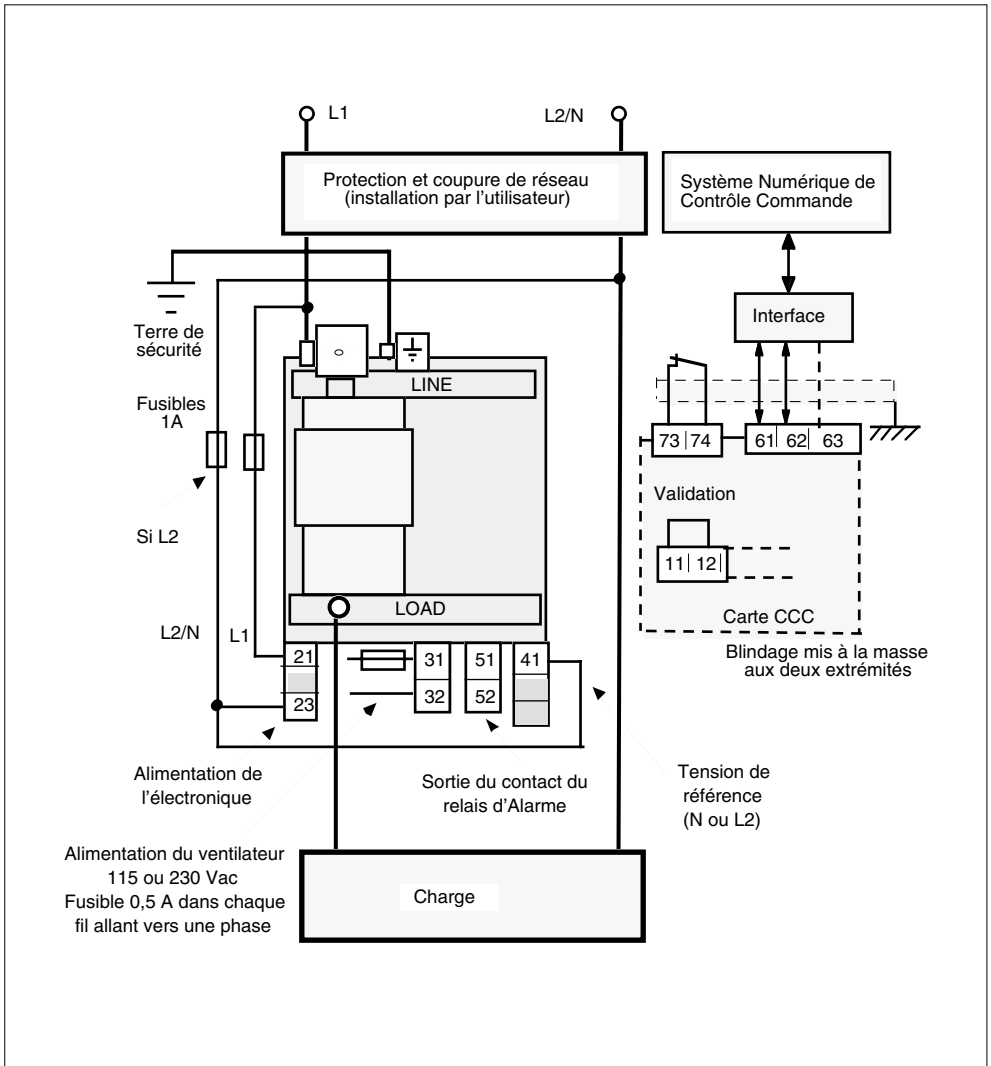 L1
L2/N
Protection et coupure de réseau
(installation par l'utilisateur)
Système Numérique de
Contrôle Commande
Interface
Terre de
sécurité
LINE
Fusibles
1A
73 74
61 62 63
Validation
Si L2
11 12
LOAD
Carte CCC
L2/N
L1
Blindage mis à la masse
aux deux extrémités
21
31
51
41
23
32
52
Alimentation de
l'électronique
Sortie du contact du
relais d'Alarme
Tension de
référence
(N ou L2)
Alimentation du ventilateur
115 ou 230 Vac
Fusible 0,5 A dans chaque
fil allant vers une phase
Charge